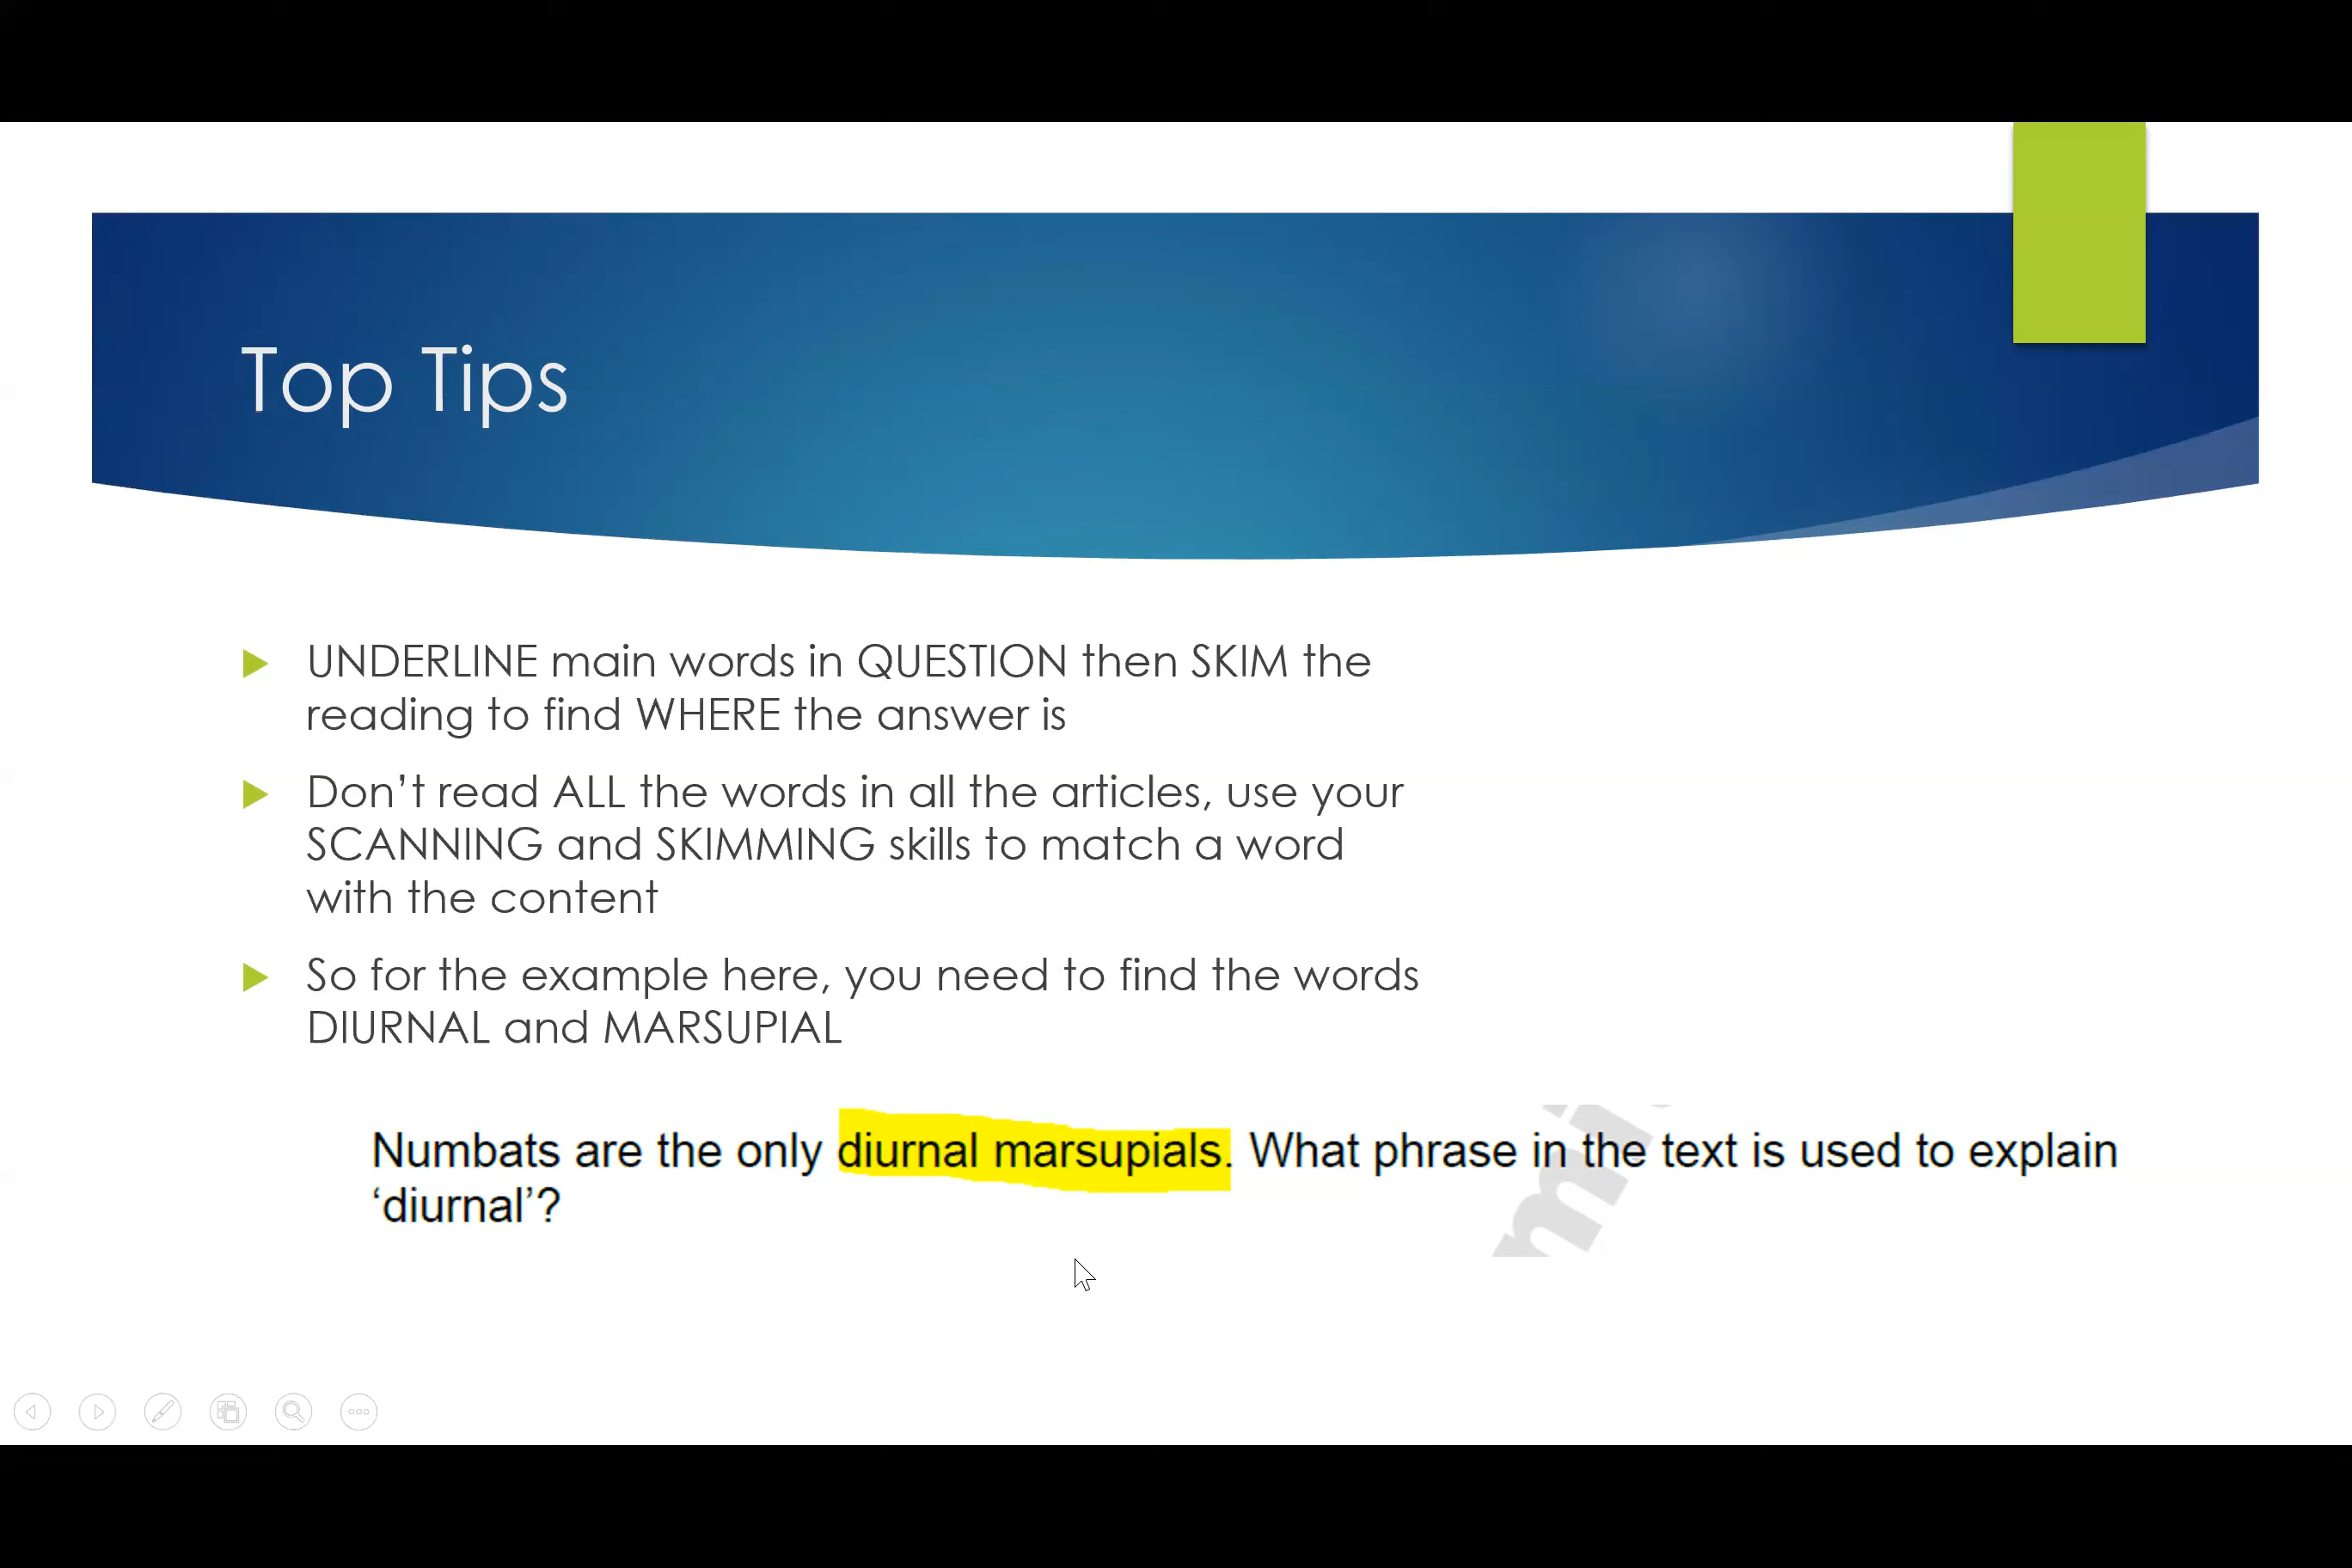 Top Tips
UNDERLINE main words in QUESTION then SKIM the
reading to find WHERE the answer is
Don’t read ALL the words in all the articles, use your
SCANNING and SKIMMING skills to match a word
with the content
So for the example here, you need to find the words
DIURNAL and MARSUPIAL
Numbats are the only diurnal marsupials. What phrase in the text is used to explain
‘diurnal’?